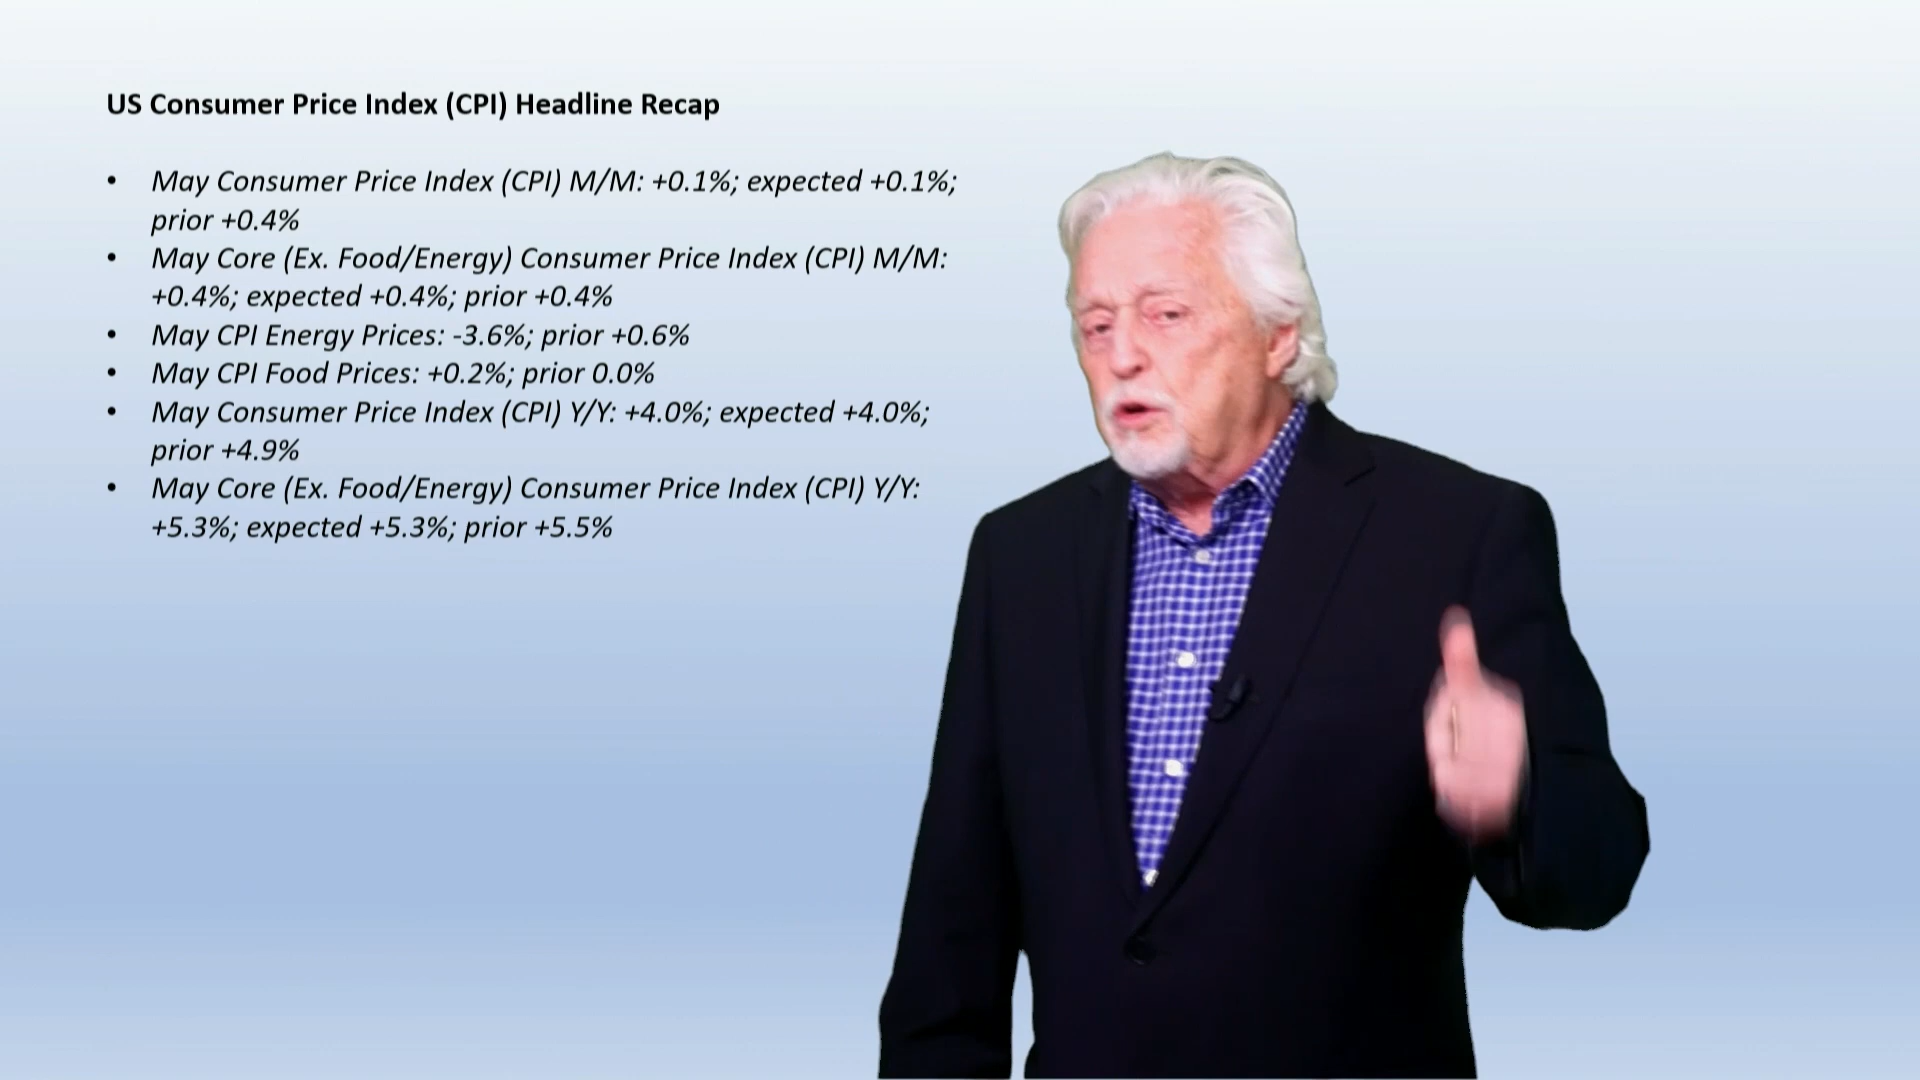 US Consumer Price Index (CPI) Headline Recap
• May Consumer Price Index (CPI) M/M: +0.1%; expected +0.1%;
prior +0.4%
• May Core (Ex. Food/Energy) Consumer Price Index (CPI) M/M:
+0.4%; expected +0.4%; prior +0.4%
• May CPI Energy Prices: -3.6%; prior +0.6%
• May CPI Food Prices: +0.2%; prior 0.0%
• May Consumer Price Index (CPI) Y/Y: +4.0%; expected +4.0%;
prior +4.9%
• May Core (Ex. Food/Energy) Consumer Price Index (CPI) Y/Y:
+5.3%; expected +5.3%; prior +5.5%